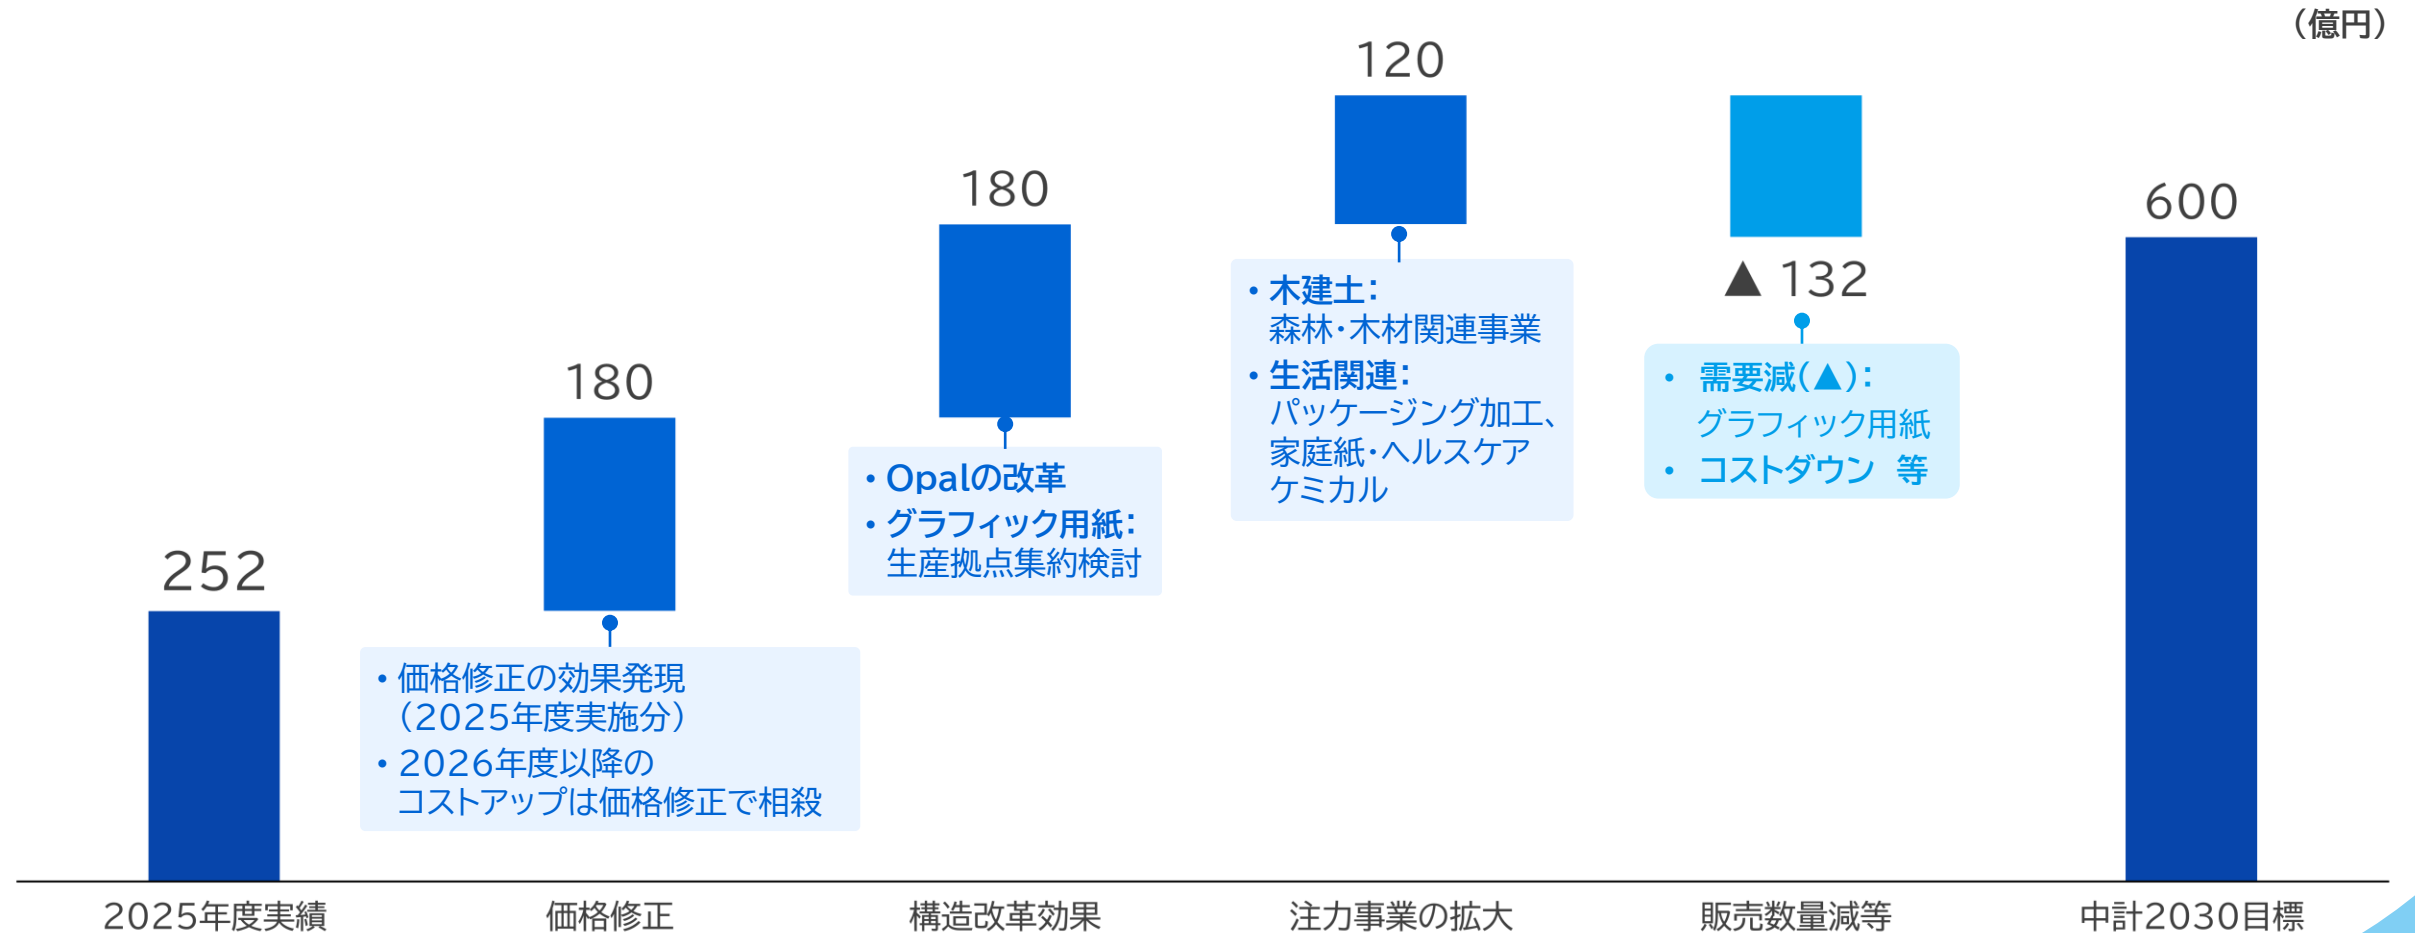 （億円）
252
180
・価格修正の効果発現
（2025年度実施分）
・2026年度以降の
コストアップは価格修正で相殺
180
・Opalの改革
・グラフィック用紙：
生産拠点集約検討
120
・木建土：
森林・木材関連事業
・生活関連：
パッケージング加工、
家庭紙・ヘルスケア
ケミカル
▲ 132
・ 需要減（▲）：
グラフィック用紙
・ コストダウン 等
600
2025年度実績
価格修正
構造改革効果
注力事業の拡大
販売数量減等
中計2030目標